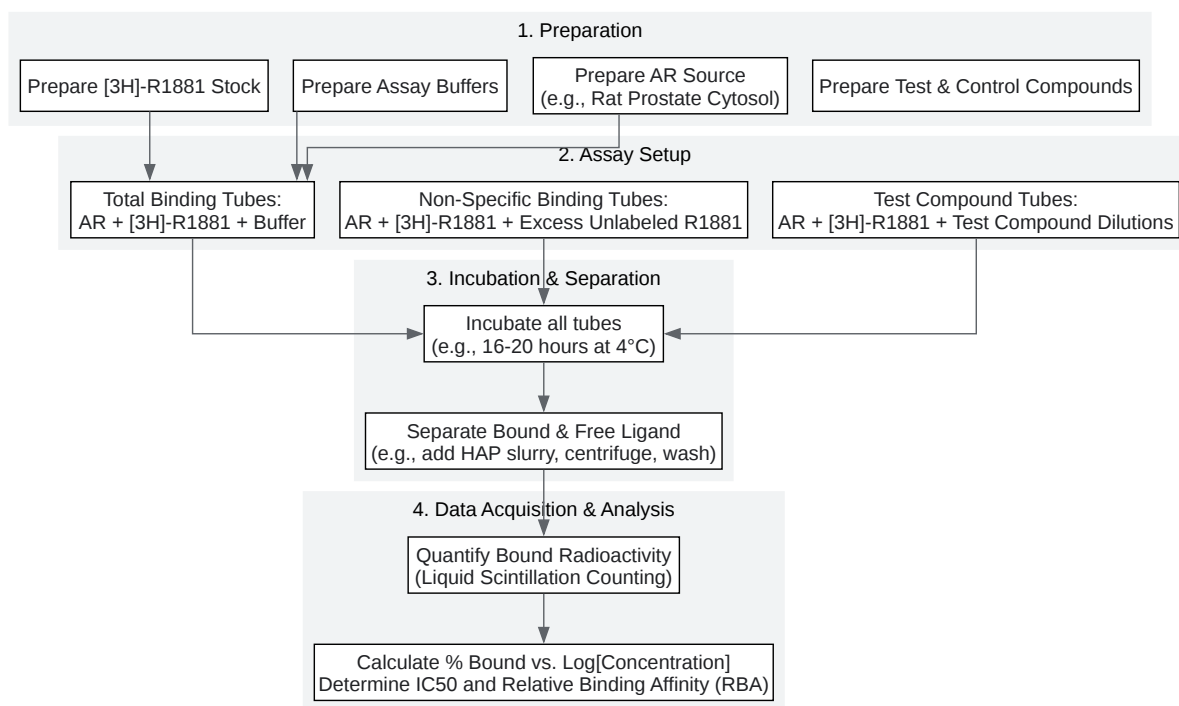 1. Preparation
Prepare [3H]-R1881 Stock
Prepare Assay Buffers
Prepare AR Source
(e.g., Rat Prostate Cytosol)
Prepare Test & Control Compounds
2. Assay Setup
Total Binding Tubes:
AR + [3H]-R1881 + Buffer
Non-Specific Binding Tubes:
AR + [3H]-R1881 + Excess Unlabeled R1881
Test Compound Tubes:
AR + [3H]-R1881 + Test Compound Dilutions
3. Incubation & Separation
Incubate all tubes
(e.g., 16-20 hours at 4°C)
Separate Bound & Free Ligand
(e.g., add HAP slurry, centrifuge, wash)
4. Data Acquisition & Analysis
Quantify Bound Radioactivity
(Liquid Scintillation Counting)
Calculate % Bound vs. Log[Concentration]
Determine IC50 and Relative Binding Affinity (RBA)